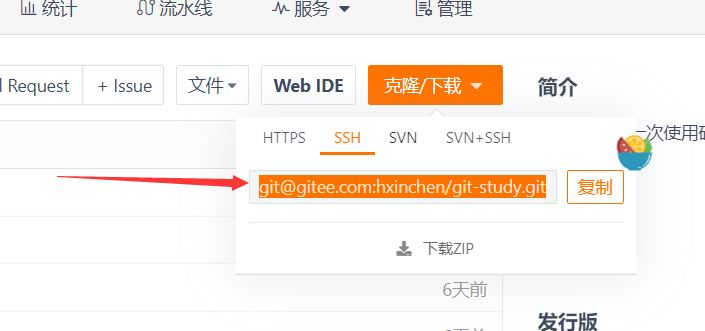 统计 流水线 服务 管理
Request + Issue 文件 Web IDE 克隆/下载 简介
HTTPS SSH SVN SVN+SSH
一次使用
git@gitee.com:hxinchen/git-study.git 复制
下载ZIP
6天前
发行版